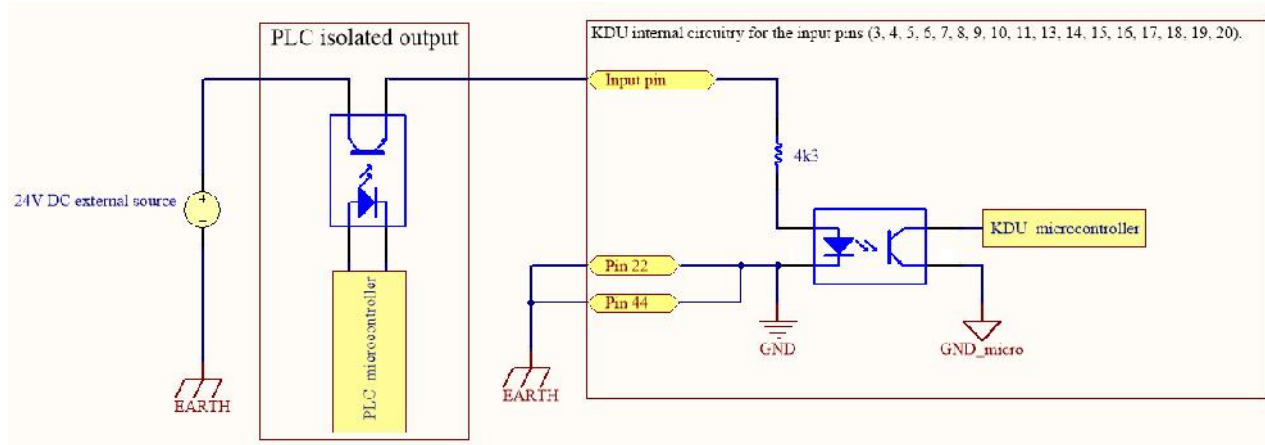 PLC isolated output
KDU internal circuitry for the input pins (3, 4, 5, 6, 7, 8, 9, 10, 11, 13, 14, 15, 16, 17, 18, 19, 20).
Input pin
4k3
24V DC external source
+
KDU microcontroller
Pin 22
Pin 44
PLC microcontroller
GND
GND_micro
EARTH
EARTH